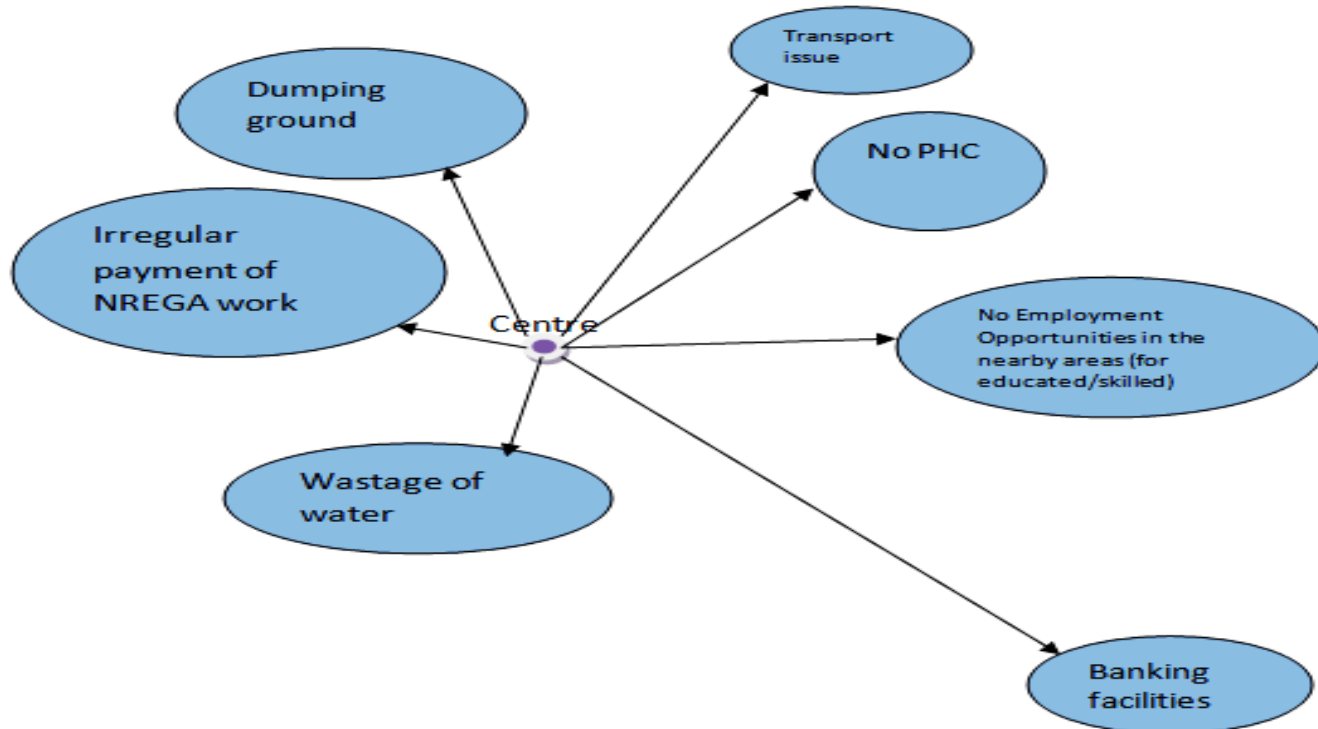 Transport
issue
Dumping
ground
No PHC
Irregular
payment of
NREGA work
Centre
No Employment
Opportunities in the
nearby areas (for
educated/skilled)
Wastage of
water
Banking
facilities